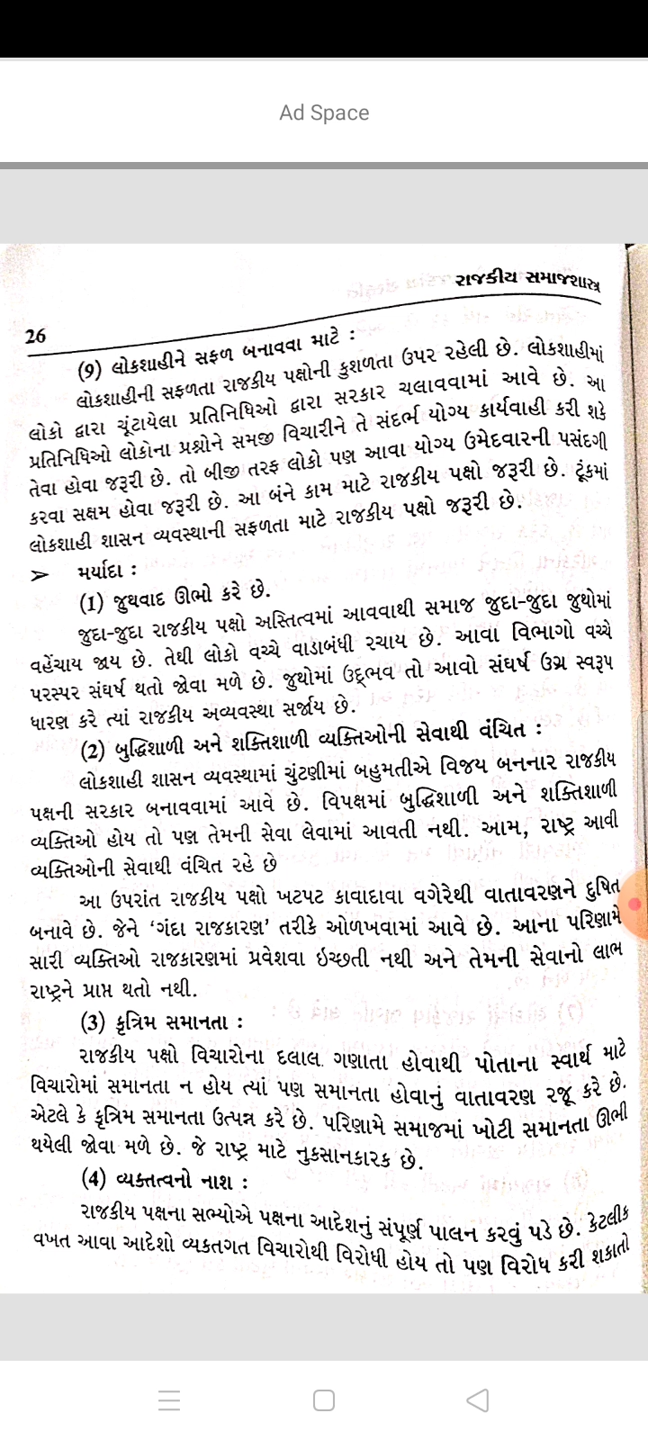 Ad Space
રાજકીય સમાજશાસ્ત્ર
26
(9) લોકશાહીને સફળ બનાવવા માટે :
લોકશાહીની સફળતા રાજકીય પક્ષોની કુશળતા ઉપર રહેલી છે. લોકશાહીમાં
લોકો દ્વારા ચૂંટાયેલા પ્રતિનિધિઓ દ્વારા સરકાર ચલાવવામાં આવે છે. આ
પ્રતિનિધિઓ લોકોના પ્રશ્નોને સમજી વિચારીને તે સંદર્ભ યોગ્ય કાર્યવાહી કરી શકે
તેવા હોવા જરૂરી છે. તો બીજી તરફ લોકો પણ આવા યોગ્ય ઉમેદવારની પસંદગી
કરવા સક્ષમ હોવા જરૂરી છે. આ બંને કામ માટે રાજકીય પક્ષો જરૂરી છે. ટૂંકમાં
લોકશાહી શાસન વ્યવસ્થાની સફળતા માટે રાજકીય પક્ષો જરૂરી છે.
➢ મર્યાદા :
(1) જુથવાદ ઊભો કરે છે.
જુદા-જુદા રાજકીય પક્ષો અસ્તિત્વમાં આવવાથી સમાજ જુદા-જુદા જુથોમાં
વહેંચાય જાય છે. તેથી લોકો વચ્ચે વાડાબંધી રચાય છે. આવા વિભાગો વચ્ચે
પરસ્પર સંઘર્ષ થતો જોવા મળે છે. જુથોમાં ઉદ્દભવ તો આવો સંઘર્ષ ઉગ્ર સ્વરૂપ
ધારણ કરે ત્યાં રાજકીય અવ્યવસ્થા સર્જાય છે.
(2) બુદ્ધિશાળી અને શક્તિશાળી વ્યક્તિઓની સેવાથી વંચિત :
લોકશાહી શાસન વ્યવસ્થામાં ચુંટણીમાં બહુમતીએ વિજય બનનાર રાજકીય
પક્ષની સરકાર બનાવવામાં આવે છે. વિપક્ષમાં બુદ્ધિશાળી અને શક્તિશાળી
વ્યક્તિઓ હોય તો પણ તેમની સેવા લેવામાં આવતી નથી. આમ, રાષ્ટ્ર આવી
વ્યક્તિઓની સેવાથી વંચિત રહે છે
આ ઉપરાંત રાજકીય પક્ષો ખટપટ કાવાદાવા વગેરેથી વાતાવરણને દુષિત
બનાવે છે. જેને ‘ગંદા રાજકારણ’ તરીકે ઓળખવામાં આવે છે. આના પરિણામે
સારી વ્યક્તિઓ રાજકારણમાં પ્રવેશવા ઇચ્છતી નથી અને તેમની સેવાનો લાભ
રાષ્ટ્રને પ્રાપ્ત થતો નથી.
(3) કૃત્રિમ સમાનતા :
રાજકીય પક્ષો વિચારોના દલાલ ગણાતા હોવાથી પોતાના સ્વાર્થ માટે
વિચારોમાં સમાનતા ન હોય ત્યાં પણ સમાનતા હોવાનું વાતાવરણ રજૂ કરે છે.
એટલે કે કૃત્રિમ સમાનતા ઉત્પન્ન કરે છે. પરિણામે સમાજમાં ખોટી સમાનતા ઊભી
થયેલી જોવા મળે છે. જે રાષ્ટ્ર માટે નુકસાનકારક છે.
(4) વ્યક્તત્વનો નાશ :
રાજકીય પક્ષના સભ્યોએ પક્ષના આદેશનું સંપૂર્ણ પાલન કરવું પડે છે. કેટલીક
વખત આવા આદેશો વ્યકતગત વિચારોથી વિરોધી હોય તો પણ વિરોધ કરી શકાતો